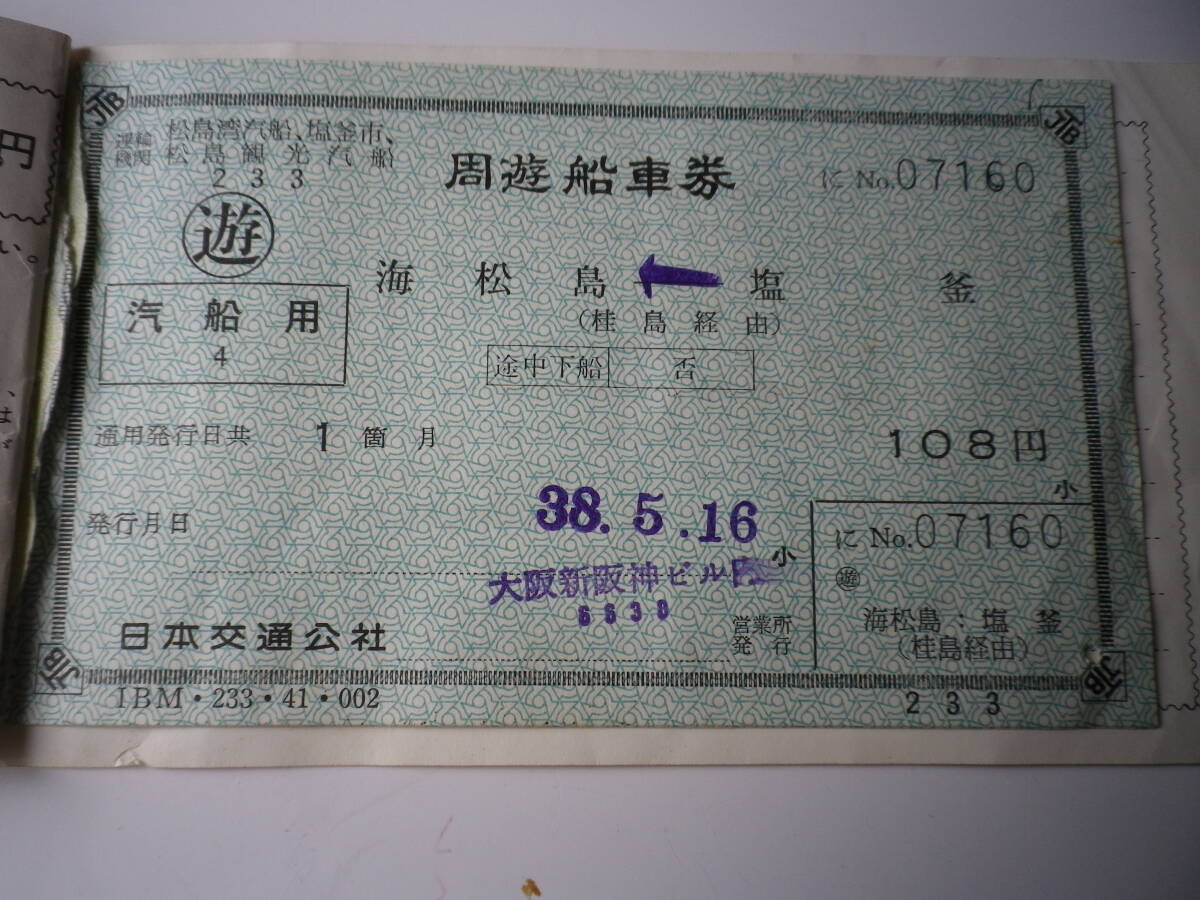 JTB
JTB
運輸機関 松島湾汽船、塩釜市、
松島観光汽船
233
周遊船車券
に No.07160
遊
海松島 ← 塩釜
(桂島経由)
汽船用
4
途中下船 否
通用発行日共 1箇月
108円
小
発行月日
38.5.16
小
大阪新阪神ビル内
6638
日本交通公社
営業所
発行
に No.07160
遊
海松島:塩釜
(桂島経由)
JTB
JTB
IBM・233・41・002
233
円
い。
、
は